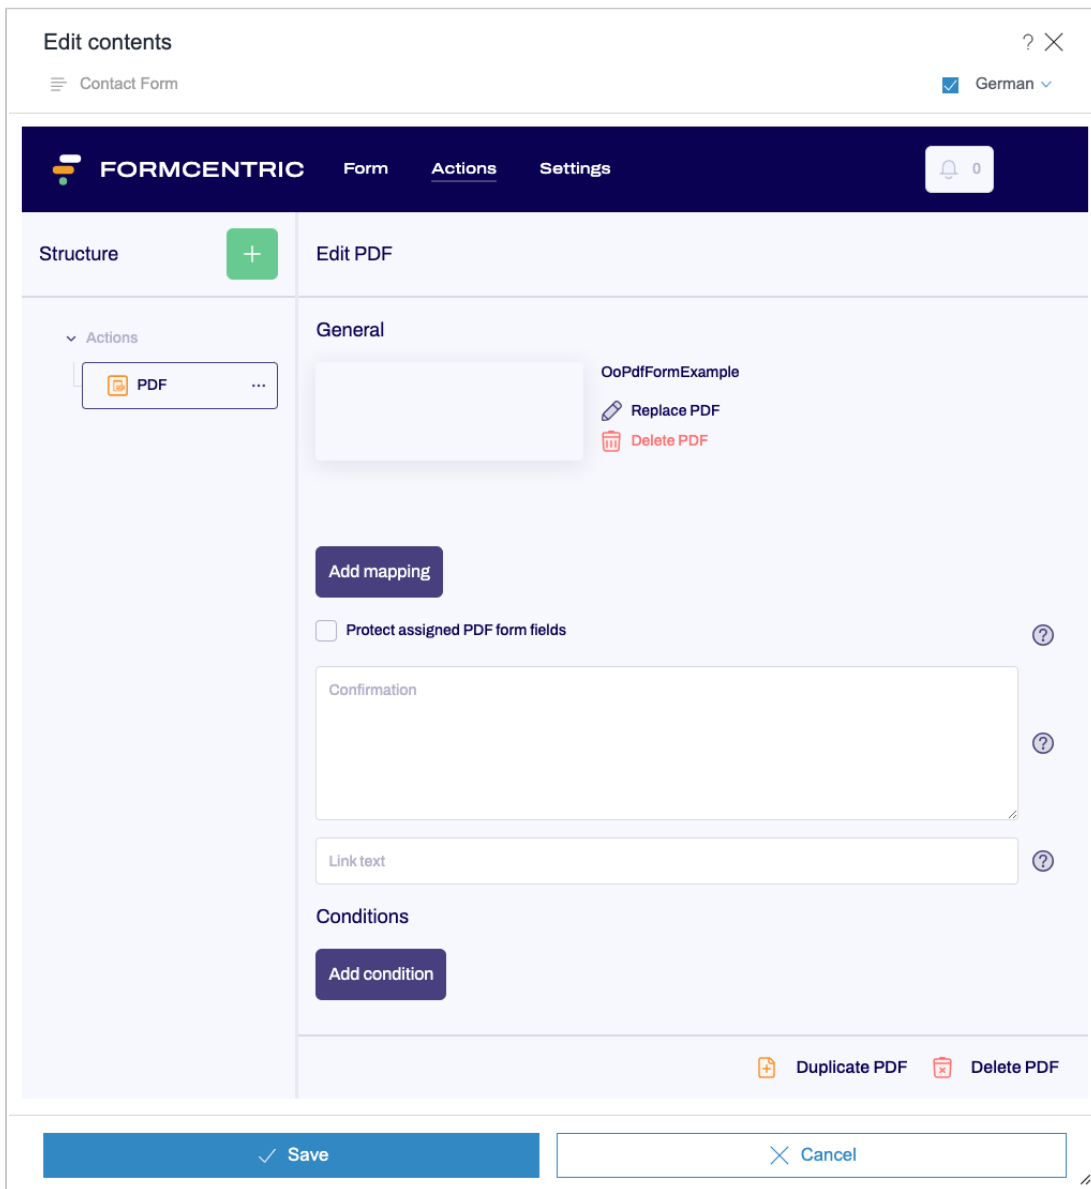 Edit contents
?
Contact Form
German
FORMCENTRIC Form Actions Settings
0
Structure
+
Edit PDF
Actions
PDF
...
General
OoPdfFormExample
Replace PDF
Delete PDF
Add mapping
Protect assigned PDF form fields
?
Confirmation
?
Link text
?
Conditions
Add condition
Duplicate PDF
Delete PDF
Save
Cancel